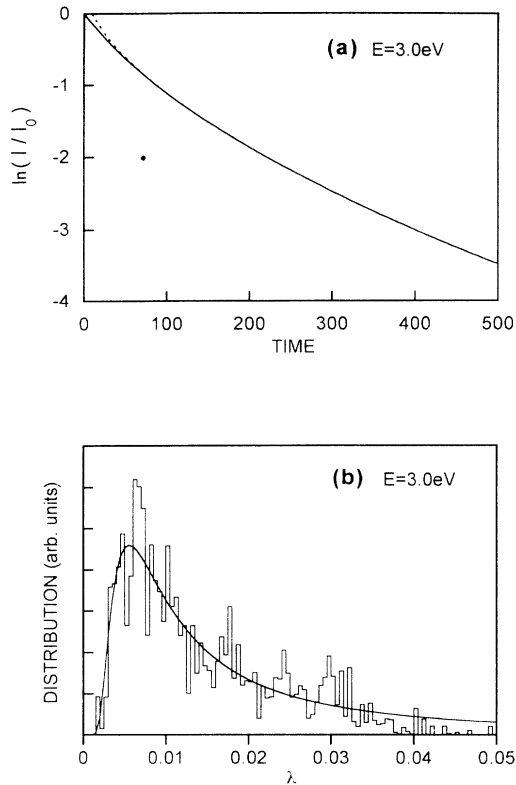 0
(a) E=3.0eV
-1
ln( I / I0 )
-2
-3
-4
0 100 200 300 400 500
TIME
(b) E=3.0eV
DISTRIBUTION (arb. units)
0 0.01 0.02 0.03 0.04 0.05
λ